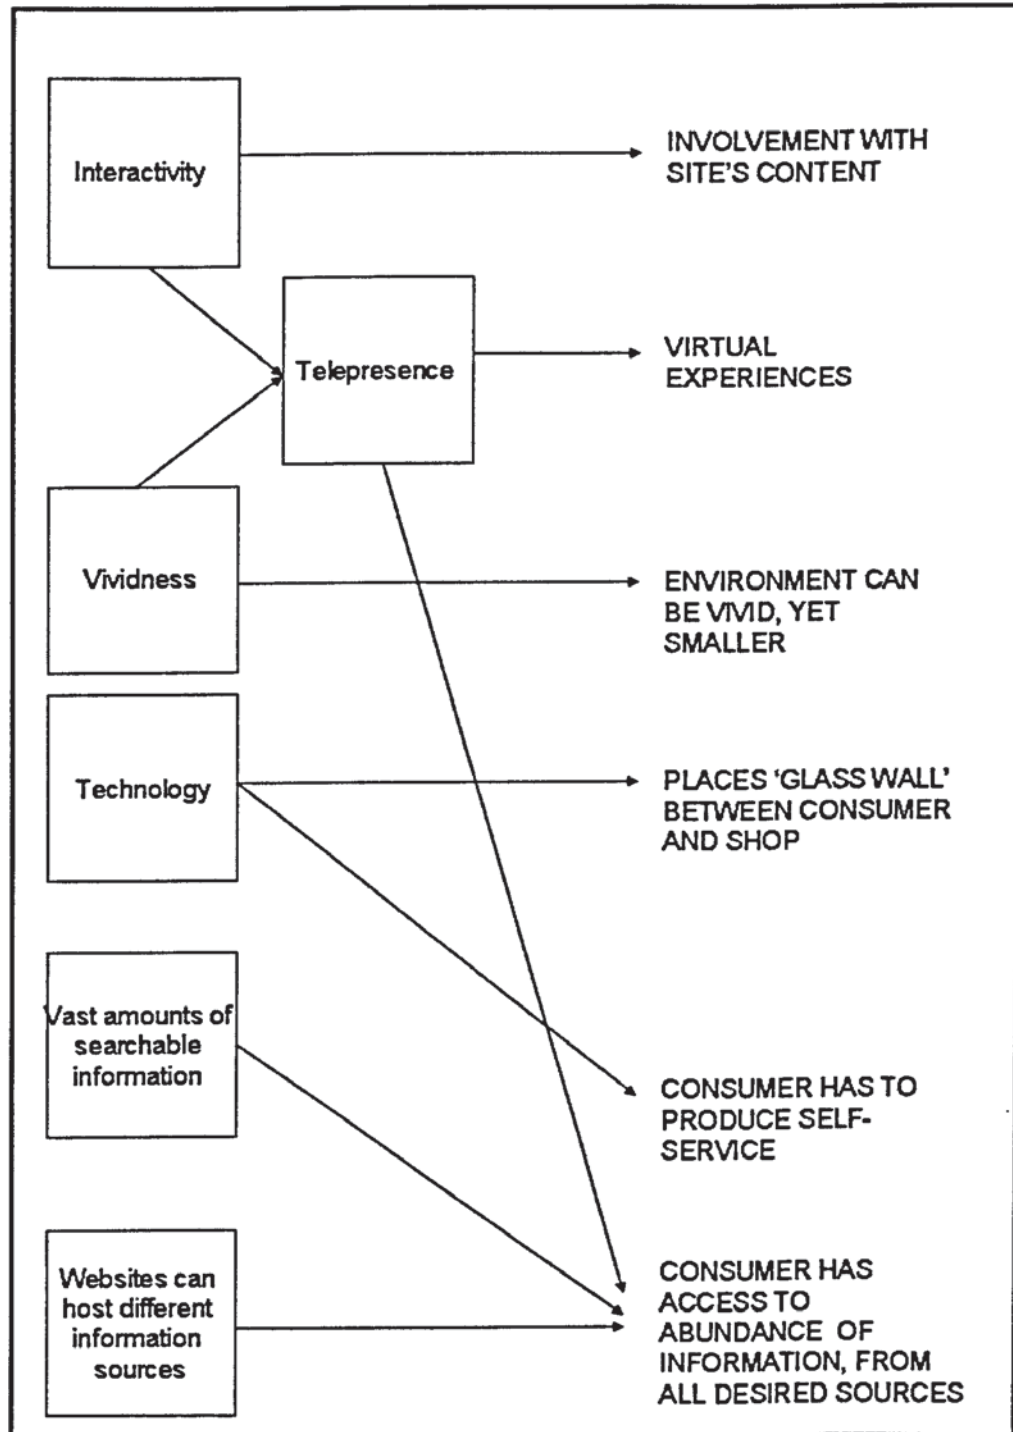 Interactivity
INVOLVEMENT WITH
SITE'S CONTENT
Telepresence
VIRTUAL
EXPERIENCES
Vividness
ENVIRONMENT CAN
BE VIVID, YET
SMALLER
Technology
PLACES 'GLASS WALL'
BETWEEN CONSUMER
AND SHOP
Vast amounts of
searchable
information
CONSUMER HAS TO
PRODUCE SELF-
SERVICE
Websites can
host different
information
sources
CONSUMER HAS
ACCESS TO
ABUNDANCE OF
INFORMATION, FROM
ALL DESIRED SOURCES